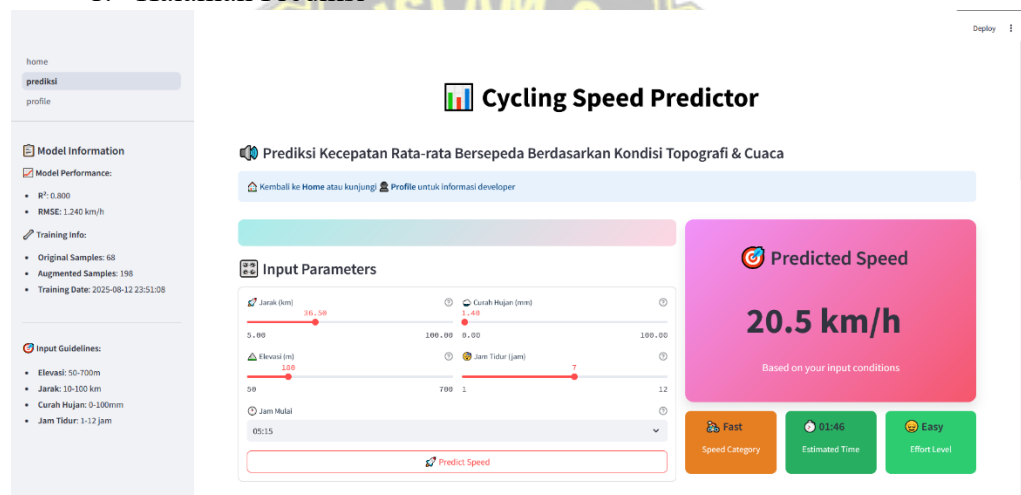 Deploy
home
prediksi
profile
Model Information
Model Performance:
R²: 0.800
RMSE: 1.240 km/h
Training Info:
Original Samples: 68
Augmented Samples: 198
Training Date: 2025-08-12 23:51:08
Input Guidelines:
Elevasi: 50-700m
Jarak: 10-100 km
Curah Hujan: 0-100mm
Jam Tidur: 1-12 jam
Cycling Speed Predictor
Prediksi Kecepatan Rata-rata Bersepeda Berdasarkan Kondisi Topografi & Cuaca
Kembali ke Home atau kunjungi Profile untuk informasi developer
Input Parameters
Jarak (km)
36.50
5.00 100.00
Curah Hujan (mm)
1.40
0.00 100.00
Elevasi (m)
100
50 700
Jam Tidur (jam)
7
1 12
Jam Mulai
05:15
Predict Speed
Predicted Speed
20.5 km/h
Based on your input conditions
Fast
Speed Category
01:46
Estimated Time
Easy
Effort Level